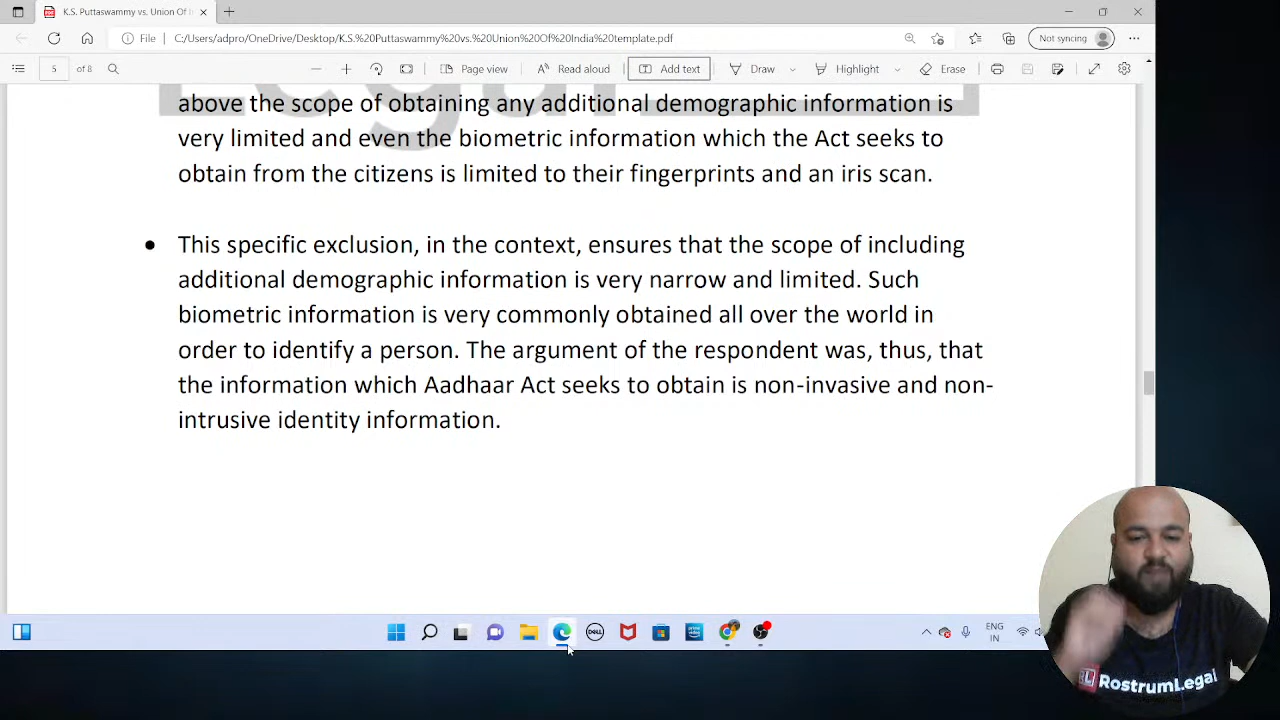 K.S. Puttaswammy vs. Union Of I
File
C:/Users/adpro/OneDrive/Desktop/K.S.%20Puttaswammy%20vs.%20Union%20Of%20India%20template.pdf
Not syncing
5 of 8
Page view
Read aloud
Add text
Draw
Highlight
Erase
above the scope of obtaining any additional demographic information is
very limited and even the biometric information which the Act seeks to
obtain from the citizens is limited to their fingerprints and an iris scan.
• This specific exclusion, in the context, ensures that the scope of including
additional demographic information is very narrow and limited. Such
biometric information is very commonly obtained all over the world in
order to identify a person. The argument of the respondent was, thus, that
the information which Aadhaar Act seeks to obtain is non-invasive and non-
intrusive identity information.
DELL
prime video
ENG
IN
RL RostrumLegal